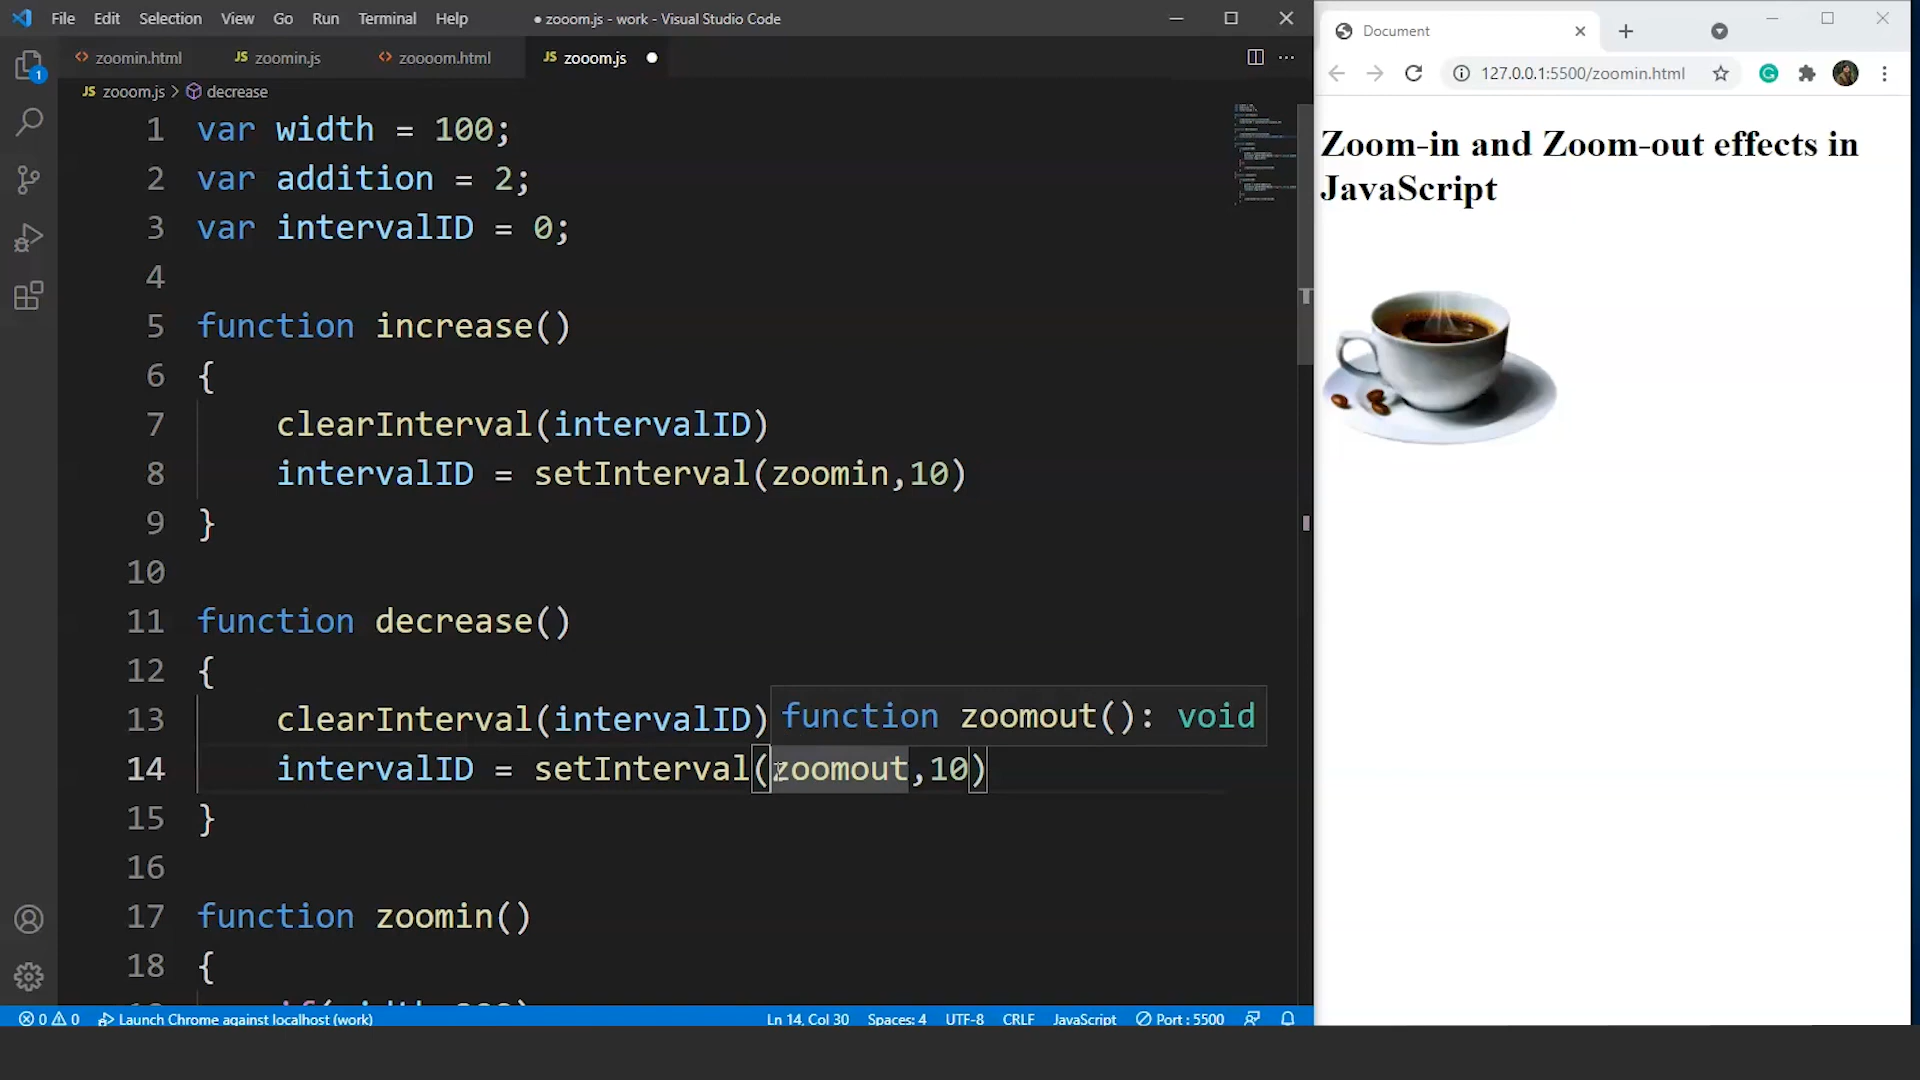 File Edit Selection View Go Run Terminal Help
● zooom.js - work - Visual Studio Code
zoomin.html JS zoomin.js zoooom.html JS zooom.js
JS zooom.js > decrease
1 var width = 100;
2 var addition = 2;
3 var intervalID = 0;
4
5 function increase()
6 {
7 clearInterval(intervalID)
8 intervalID = setInterval(zoomin,10)
9 }
10
11 function decrease()
12 {
13 clearInterval(intervalID)
function zoomout(): void
14 intervalID = setInterval(zoomout,10)
15 }
16
17 function zoomin()
18 {
0 0 Launch Chrome against localhost (work) Ln 14, Col 30 Spaces: 4 UTF-8 CRLF JavaScript Port : 5500
1
Document
127.0.0.1:5500/zoomin.html
Zoom-in and Zoom-out effects in
JavaScript